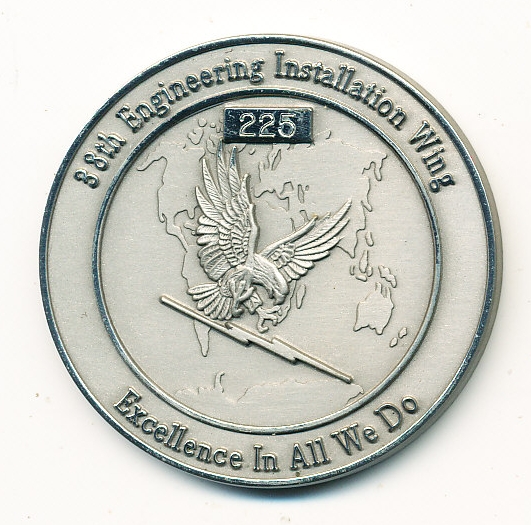 38th Engineering Installation Wing
225
Excellence In All We Do